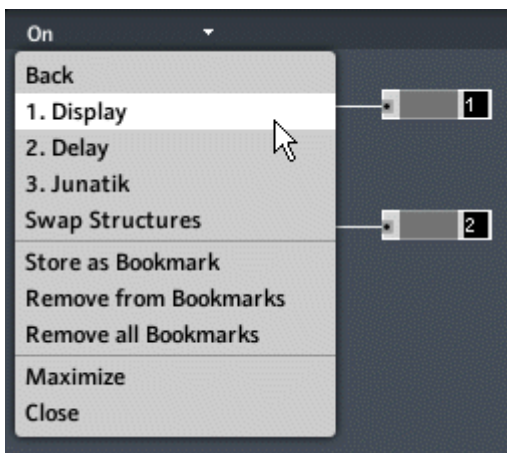 On
Back
1. Display
1
2. Delay
3. Junatik
Swap Structures
2
Store as Bookmark
Remove from Bookmarks
Remove all Bookmarks
Maximize
Close